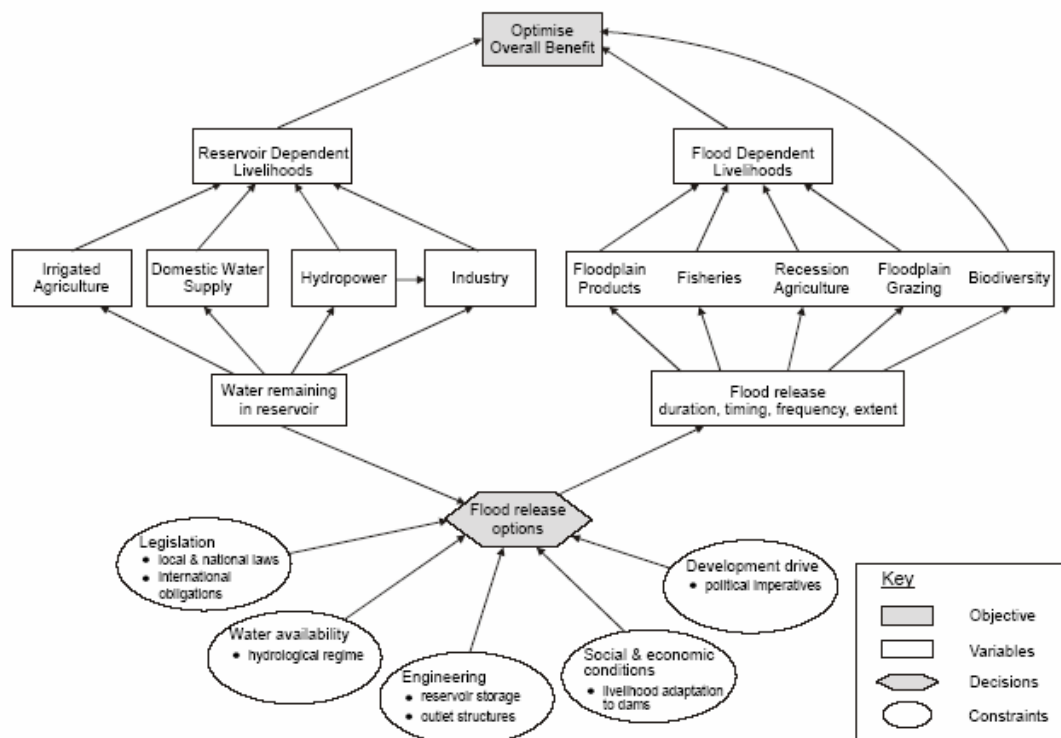 Optimise
Overall Benefit
Reservoir Dependent
Livelihoods
Flood Dependent
Livelihoods
Irrigated
Agriculture
Domestic Water
Supply
Hydropower
Industry
Floodplain
Products
Fisheries
Recession
Agriculture
Floodplain
Grazing
Biodiversity
Water remaining
in reservoir
Flood release
duration, timing, frequency, extent
Flood release
options
Legislation
• local & national laws
• international
obligations
Water availability
• hydrological regime
Engineering
• reservoir storage
• outlet structures
Social & economic
conditions
• livelihood adaptation
to dams
Development drive
• political imperatives
Key
Objective
Variables
Decisions
Constraints